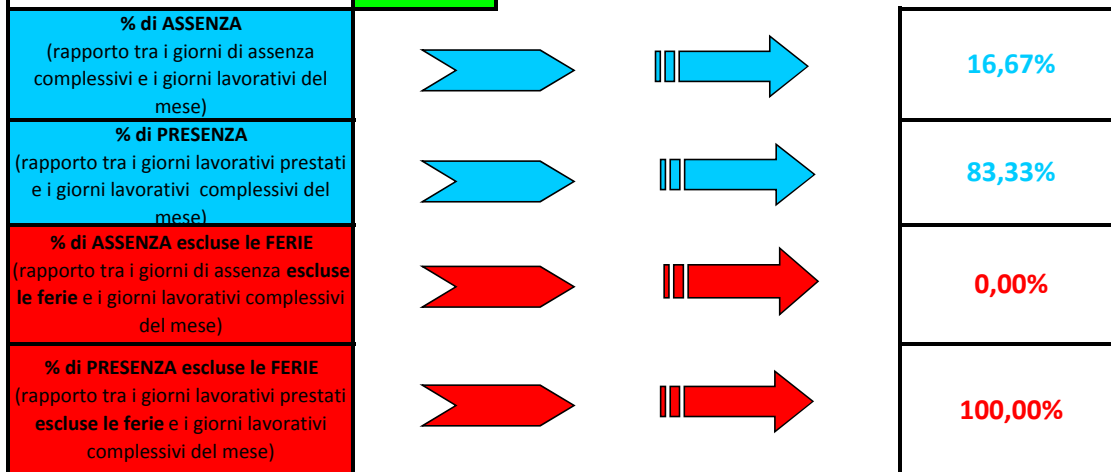 % di ASSENZA
(rapporto tra i giorni di assenza
complessivi e i giorni lavorativi del
mese)
16,67%
% di PRESENZA
(rapporto tra i giorni lavorativi prestati
e i giorni lavorativi complessivi del
mese)
83,33%
% di ASSENZA escluse le FERIE
(rapporto tra i giorni di assenza escluse
le ferie e i giorni lavorativi complessivi
del mese)
0,00%
% di PRESENZA escluse le FERIE
(rapporto tra i giorni lavorativi prestati
escluse le ferie e i giorni lavorativi
complessivi del mese)
100,00%